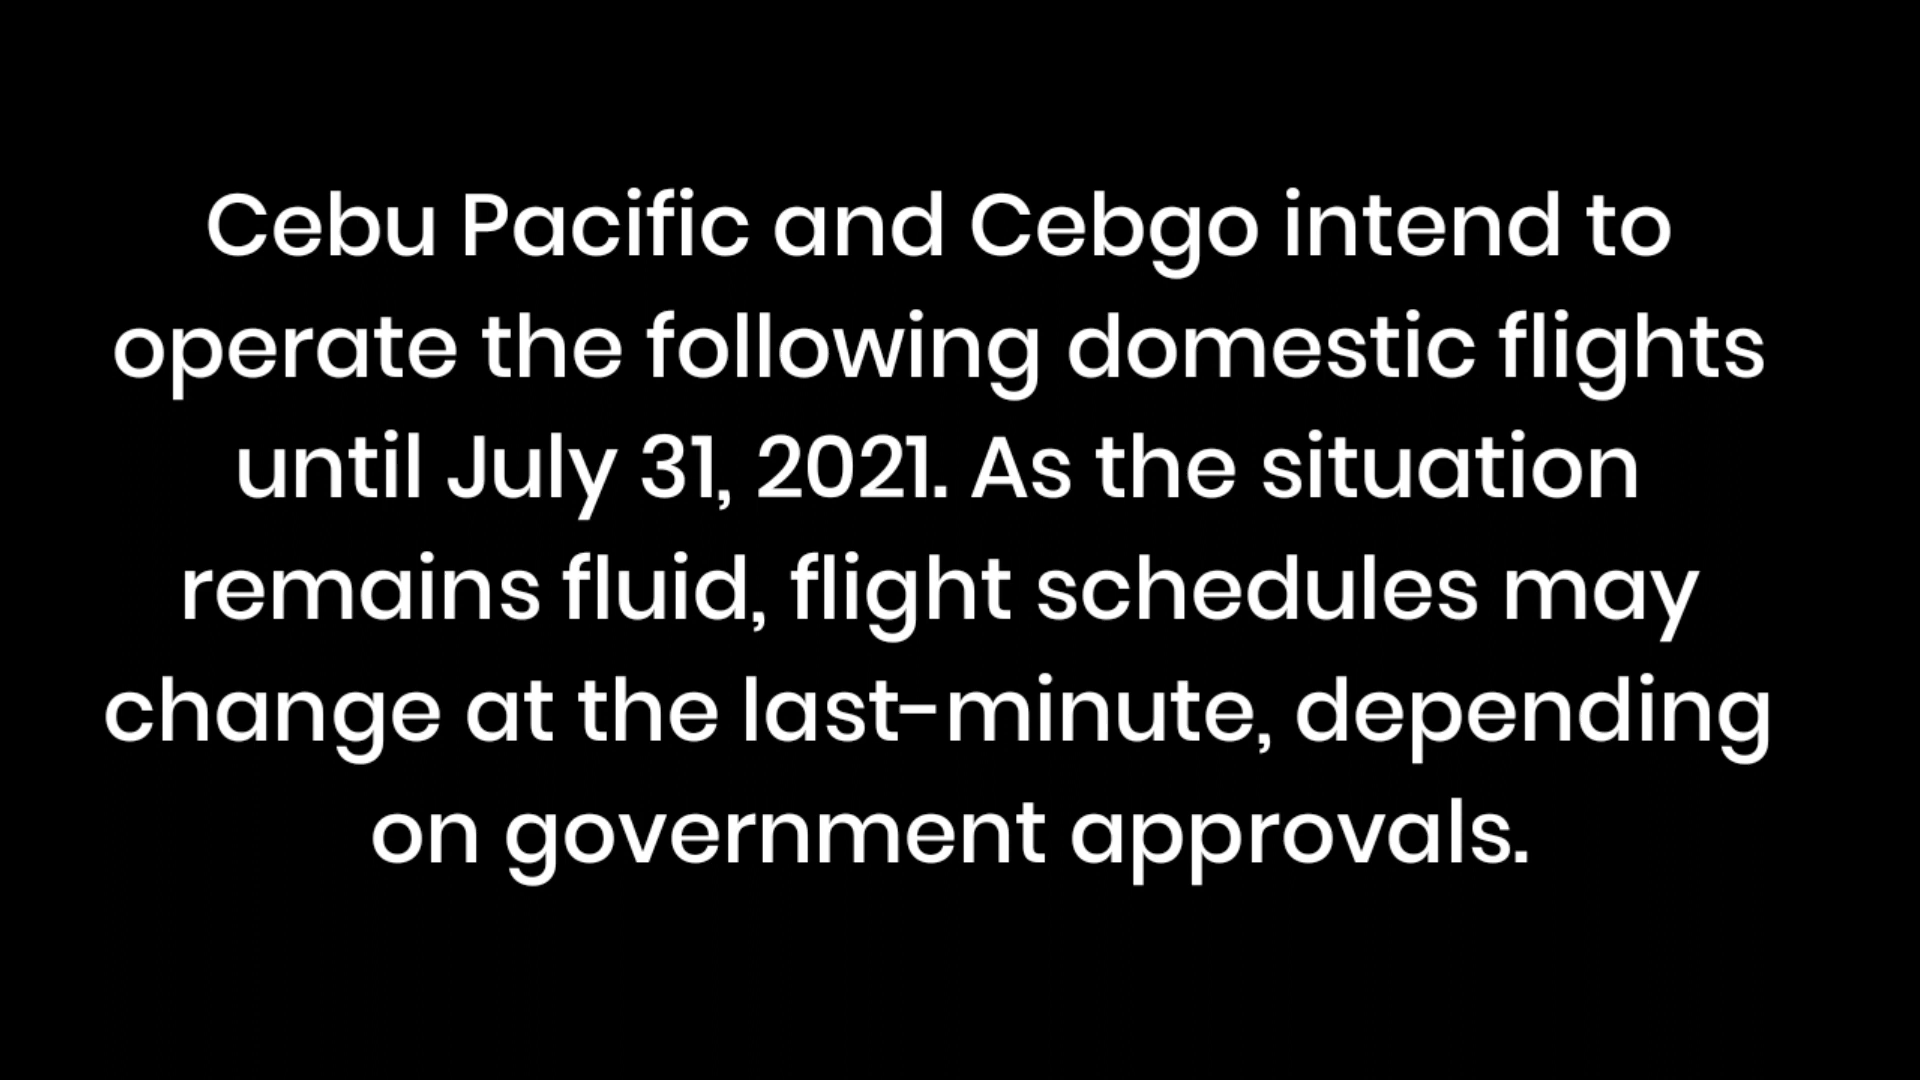 Cebu Pacific and Cebgo intend to
operate the following domestic flights
until July 31, 2021. As the situation
remains fluid, flight schedules may
change at the last-minute, depending
on government approvals.